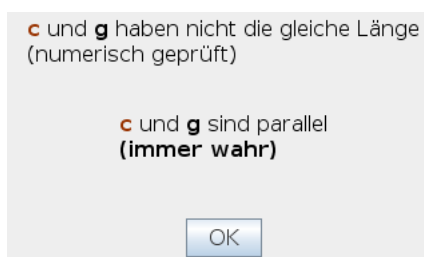 c und g haben nicht die gleiche Länge
(numerisch geprüft)
c und g sind parallel
(immer wahr)
OK